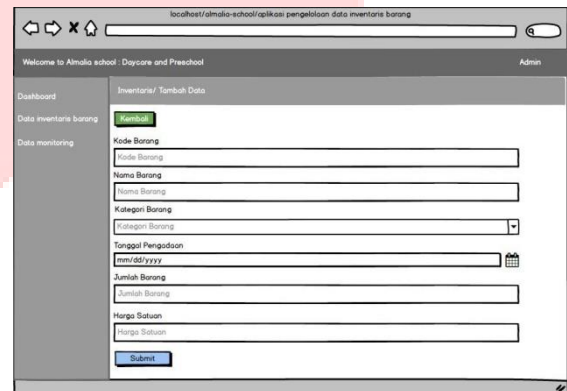 localhost/almalia-school/aplikasi pengelolaan data inventaris barang
Welcome to Almalia school : Daycare and Preschool
Admin
Dashboard
Data inventaris barang
Data monitoring
Inventaris/ Tambah Data
Kembali
Kode Barang
Kode Barang
Nama Barang
Nama Barang
Kategori Barang
Kategori Barang
Tanggal Pengadaan
mm/dd/yyyy
Jumlah Barang
Jumlah Barang
Harga Satuan
Harga Satuan
Submit